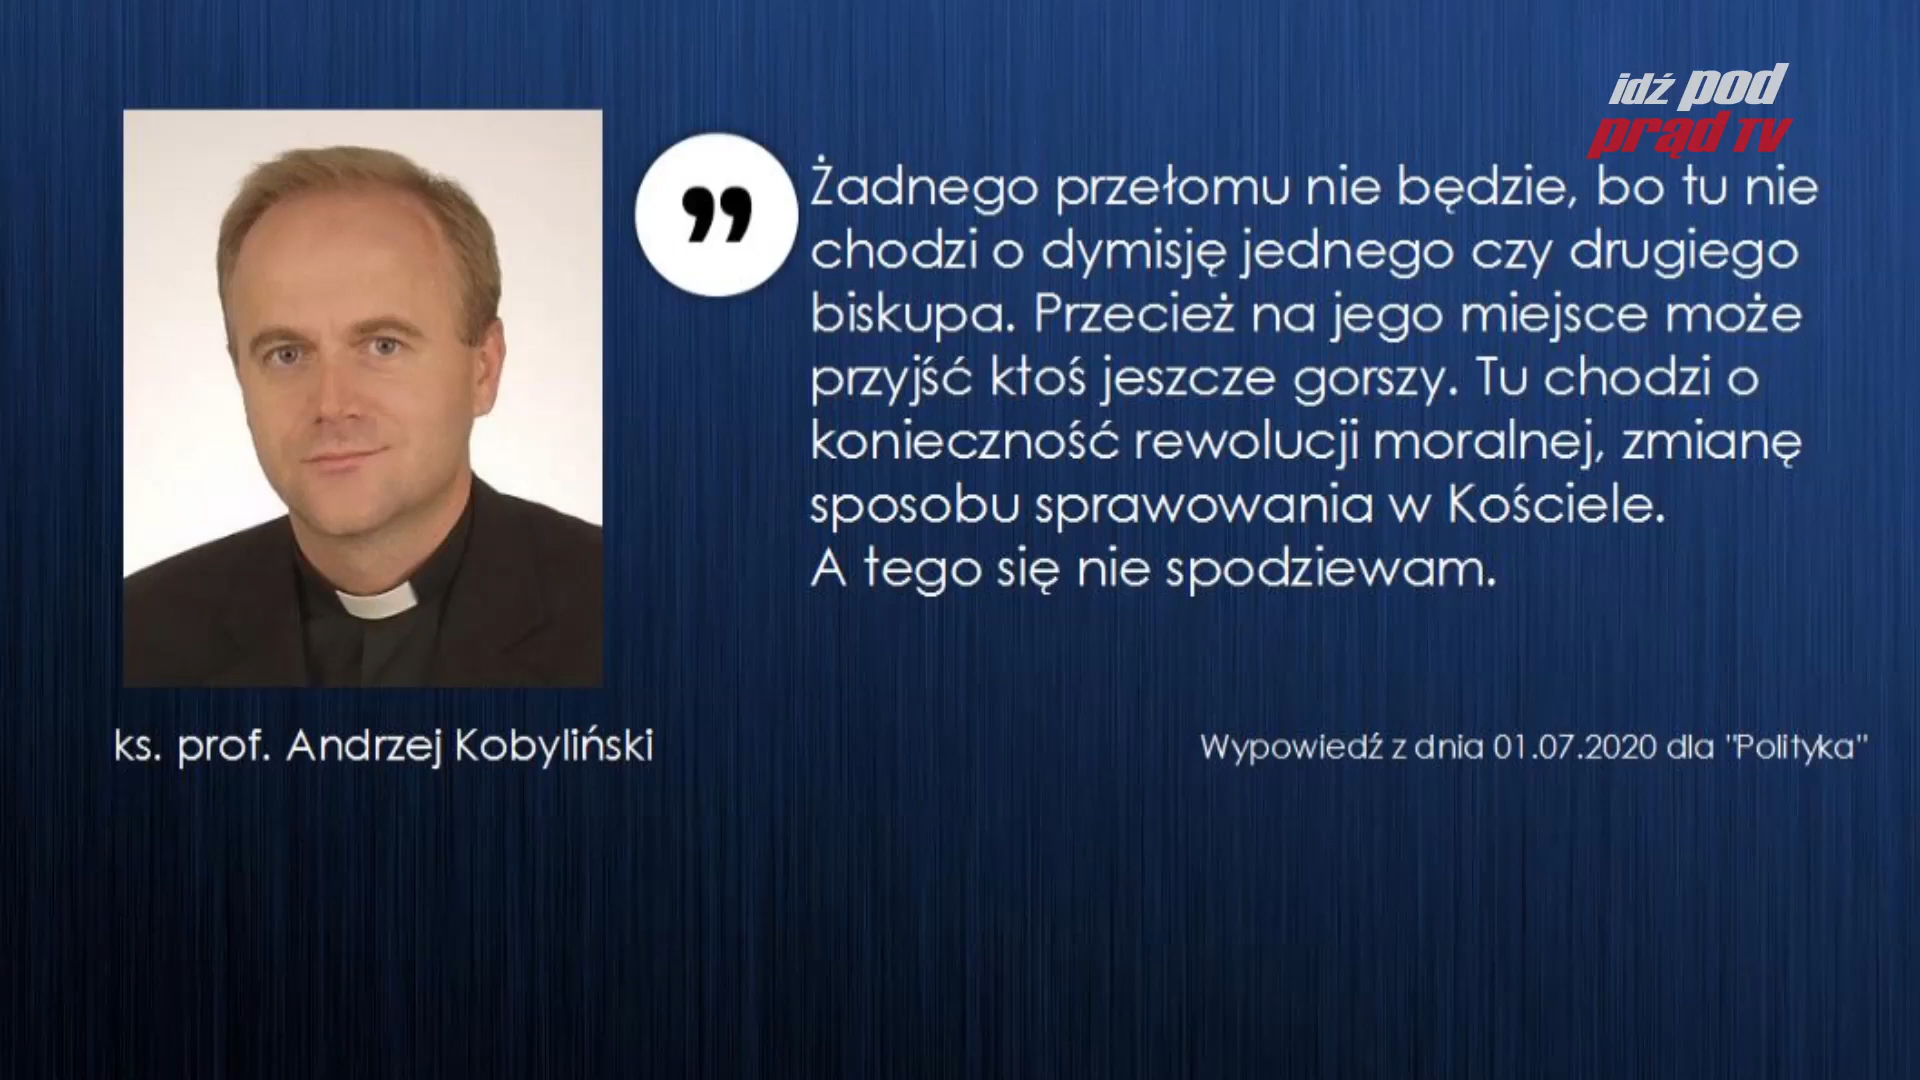 idź pod
prąd TV
”
Żadnego przełomu nie będzie, bo tu nie
chodzi o dymisję jednego czy drugiego
biskupa. Przecież na jego miejsce może
przyjść ktoś jeszcze gorszy. Tu chodzi o
konieczność rewolucji moralnej, zmianę
sposobu sprawowania w Kościele.
A tego się nie spodziewam.
ks. prof. Andrzej Kobyliński
Wypowiedź z dnia 01.07.2020 dla "Polityka"